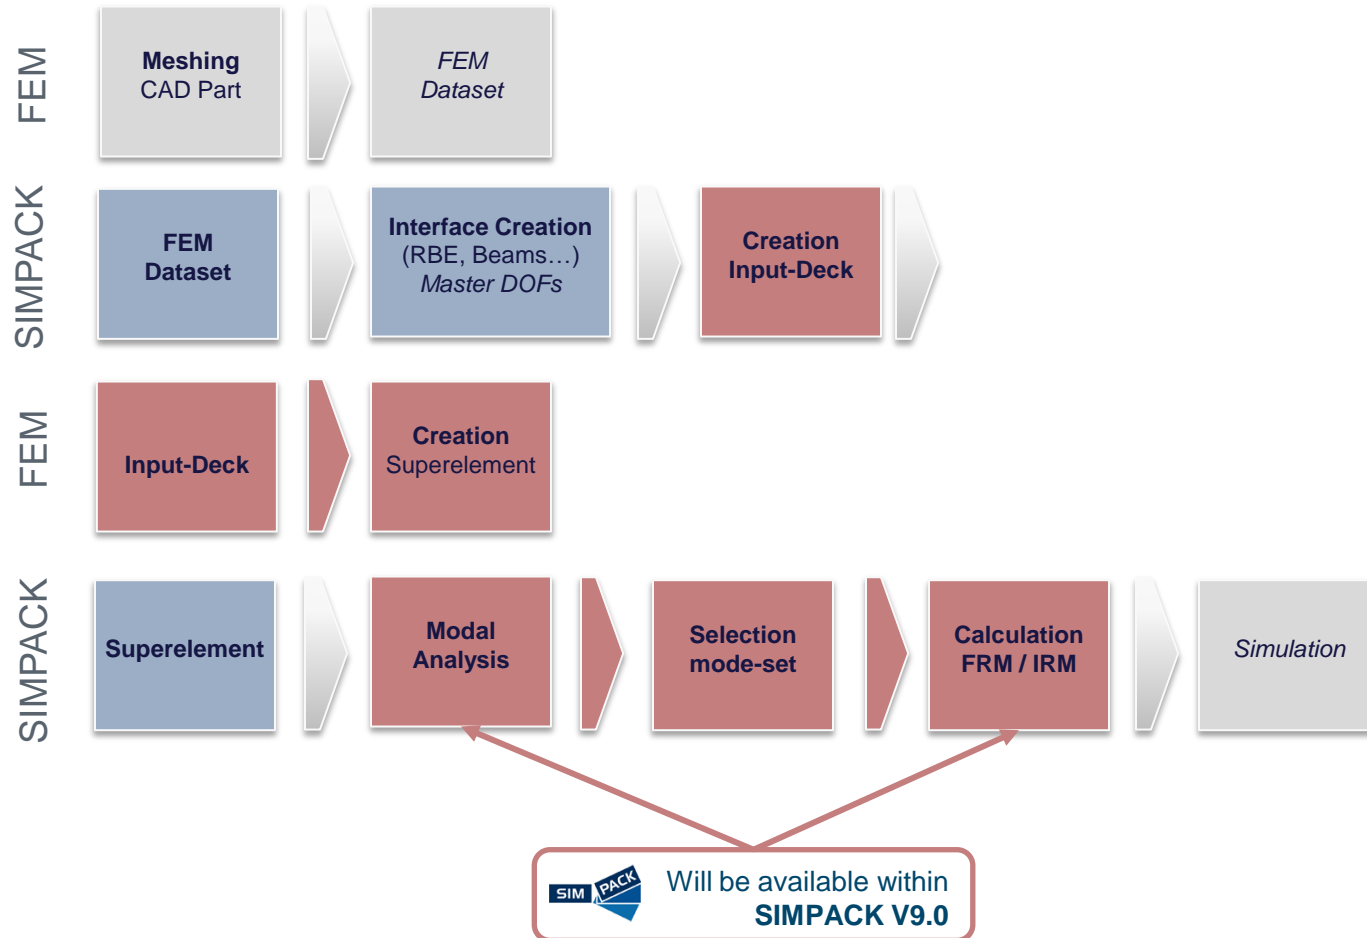 FEM
Meshing
CAD Part
FEM
Dataset
SIMPACK
FEM
Dataset
Interface Creation
(RBE, Beams…)
Master DOFs
Creation
Input-Deck
FEM
Input-Deck
Creation
Superelement
SIMPACK
Superelement
Modal
Analysis
Selection
mode-set
Calculation
FRM / IRM
Simulation
SIM PACK
Will be available within
SIMPACK V9.0